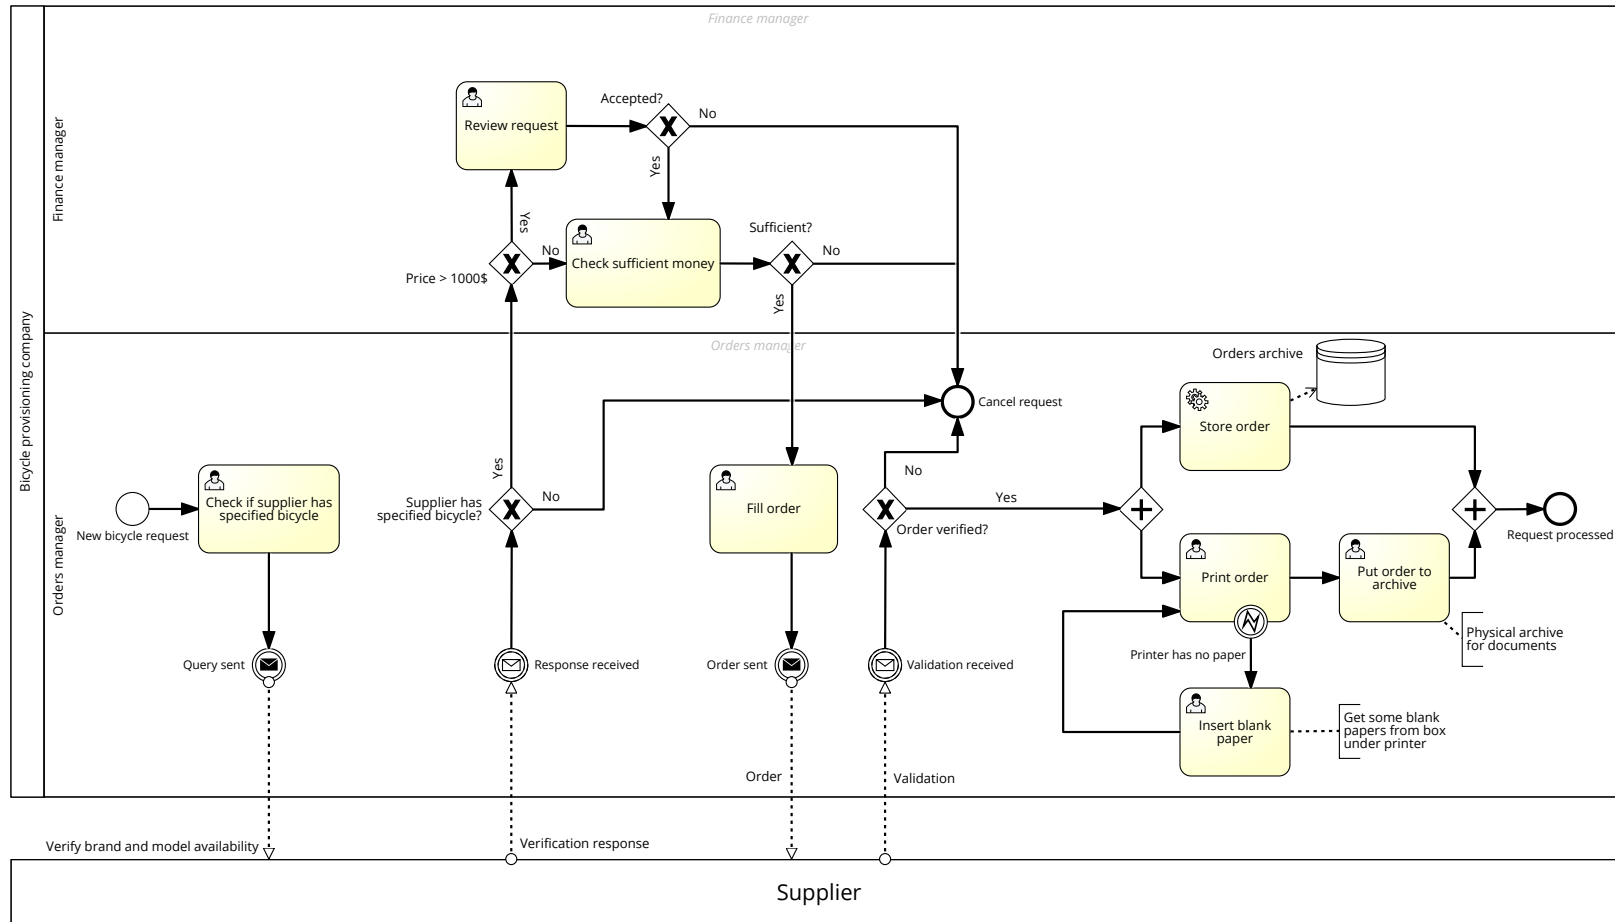 Finance manager
Bicycle provisioning company
Finance manager
Review request
Accepted?
No
Yes
Yes
Price > 1000$
No
Check sufficient money
Sufficient?
No
Yes
Orders manager
Orders manager
New bicycle request
Check if supplier has
specified bicycle
Query sent
Supplier has
specified bicycle?
Yes
No
Response received
Fill order
Order sent
Cancel request
No
Order verified?
Yes
Validation received
Orders archive
Store order
Print order
Printer has no paper
Insert blank
paper
Get some blank
papers from box
under printer
Put order to
archive
Physical archive
for documents
Request processed
Verify brand and model availability
Verification response
Order
Validation
Supplier